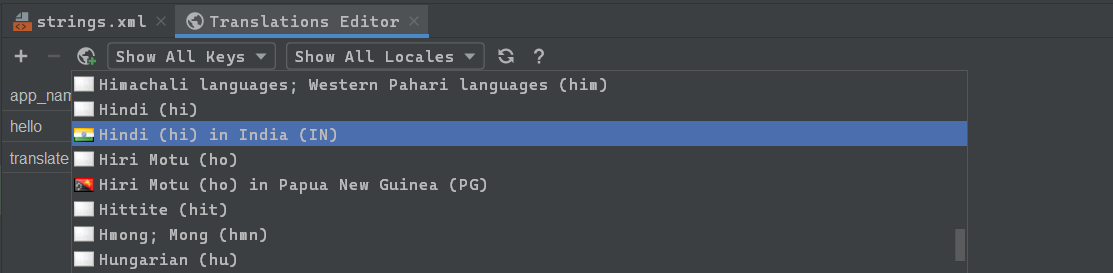 strings.xml Translations Editor
Show All Keys Show All Locales ?
app_nam
hello
translate
Himachali languages; Western Pahari languages (him)
Hindi (hi)
Hindi (hi) in India (IN)
Hiri Motu (ho)
Hiri Motu (ho) in Papua New Guinea (PG)
Hittite (hit)
Hmong; Mong (hmn)
Hungarian (hu)